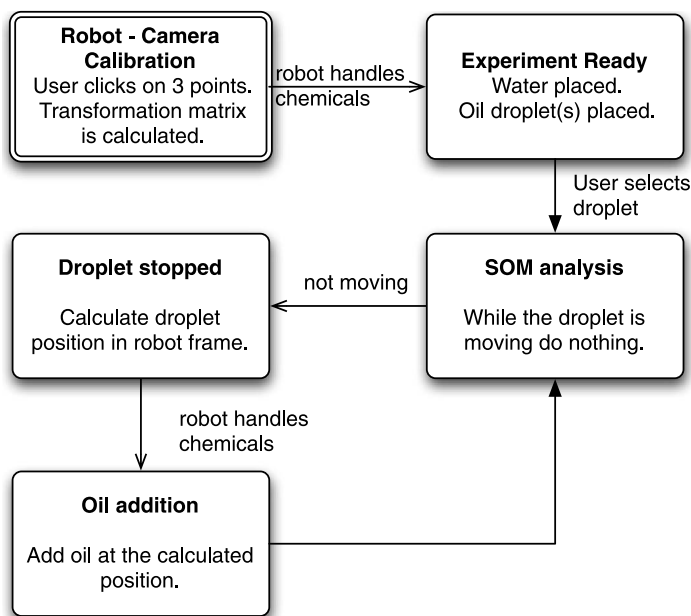 Robot - Camera
Calibration
User clicks on 3 points.
Transformation matrix
is calculated.
robot handles
chemicals
Experiment Ready
Water placed.
Oil droplet(s) placed.
User selects
droplet
SOM analysis
While the droplet is
moving do nothing.
not moving
Droplet stopped
Calculate droplet
position in robot frame.
robot handles
chemicals
Oil addition
Add oil at the calculated
position.